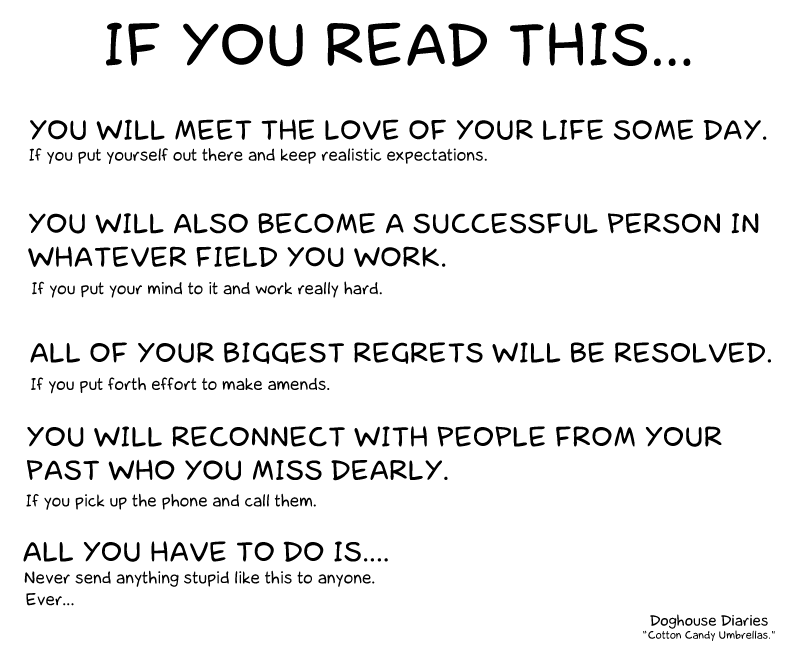 IF YOU READ THIS...
YOU WILL MEET THE LOVE OF YOUR LIFE SOME DAY.
If you put yourself out there and keep realistic expectations.
YOU WILL ALSO BECOME A SUCCESSFUL PERSON IN
WHATEVER FIELD YOU WORK.
If you put your mind to it and work really hard.
ALL OF YOUR BIGGEST REGRETS WILL BE RESOLVED.
If you put forth effort to make amends.
YOU WILL RECONNECT WITH PEOPLE FROM YOUR
PAST WHO YOU MISS DEARLY.
If you pick up the phone and call them.
ALL YOU HAVE TO DO IS....
Never send anything stupid like this to anyone.
Ever...
Doghouse Diaries
"Cotton Candy Umbrellas."